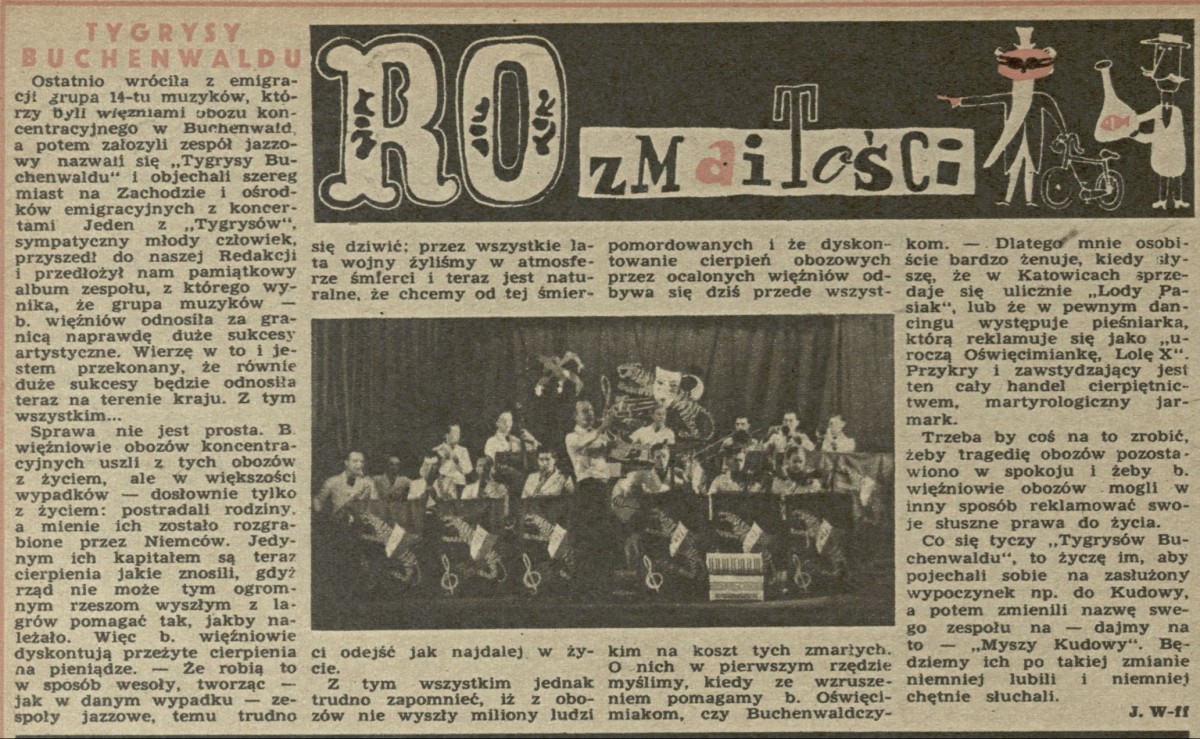 TYGRYSY
BUCHENWALDU
Ostatnio wróciła z emigra-
cji grupa 14-tu muzyków, któ-
rzy byli więzniami obozu kon-
centracyjnego w Buchenwald,
a potem założyli zespół jazzo-
wy nazwali się „Tygrysy Bu-
chenwaldu“ i objechali szereg
miast na Zachodzie i ośrod-
ków emigracyjnych z koncer-
tami Jeden z „Tygrysów“,
sympatyczny młody człowiek,
przyszedł do naszej Redakcji
i przedłożył nam pamiątkowy
album zespołu, z którego wy-
nika, że grupa muzyków —
b. więźniów odnosiła za gra-
nicą naprawdę duże sukcesy
artystyczne. Wierzę w to i je-
stem przekonany, że równie
duże sukcesy będzie odnosiła
teraz na terenie kraju. Z tym
wszystkim...
Sprawa nie jest prosta. B
więźniowie obozów koncentra-
cyjnych uszli z tych obozów
z życiem, ale w większości
wypadków — dosłownie tylko
z życiem: postradali rodziny.
a mienie ich zostało rozgra-
bione przez Niemców. Jedy-
nym ich kapitałem są teraz
cierpienia jakie znosili, gdyż
rząd nie może tym ogrom-
nym rzeszom wyszłym z la-
grów pomagać tak, jakby na-
leżało. Więc b. więźniowie
dyskontują przeżyte cierpienia
na pieniądze. — Że robią to
w sposób wesoły, tworząc —
jak w danym wypadku — ze-
społy jazzowe, temu trudno
ROzMaiTości
się dziwić: przez wszystkie la-
ta wojny żyliśmy w atmosfe-
rze śmierci i teraz jest natu-
ralne, że chcemy od tej śmier-
ci odejść jak najdalej w ży-
cie.
Z tym wszystkim jednak
trudno zapomnieć, iż z obo-
zów nie wyszły miliony ludzi
pomordowanych i że dyskon-
towanie cierpień obozowych
przez ocalonych więźniów od-
bywa się dziś przede wszyst-
kim na koszt tych zmarłych.
O nich w pierwszym rzędzie
myślimy, kiedy ze wzrusze-
niem pomagamy b. Oświęci-
miakom, czy Buchenwaldczy-
kom. — Dlatego mnie osobi-
ście bardzo żenuje, kiedy sły-
szę, że w Katowicach sprze-
daje się ulicznie „Lody Pa-
siak“, lub że w pewnym dan-
cingu występuje pieśniarka,
którą reklamuje się jako „u-
roczą Oświęcimiankę, Lolę X“.
Przykry i zawstydzający jest
ten cały handel cierpiętnic-
twem, martyrologiczny jar-
mark.
Trzeba by coś na to zrobić,
żeby tragedię obozów pozosta-
wiono w spokoju i żeby b.
więźniowie obozów mogli w
inny sposób reklamować swo-
je słuszne prawa do życia.
Co się tyczy „Tygrysów Bu-
chenwaldu“, to życzę im, aby
pojechali sobie na zasłużony
wypoczynek np. do Kudowy,
a potem zmienili nazwę swe-
go zespołu na — dajmy na
to — „Myszy Kudowy“. Bę-
dziemy ich po takiej zmianie
niemniej lubili i niemniej
chętnie słuchali.
J. W-ff